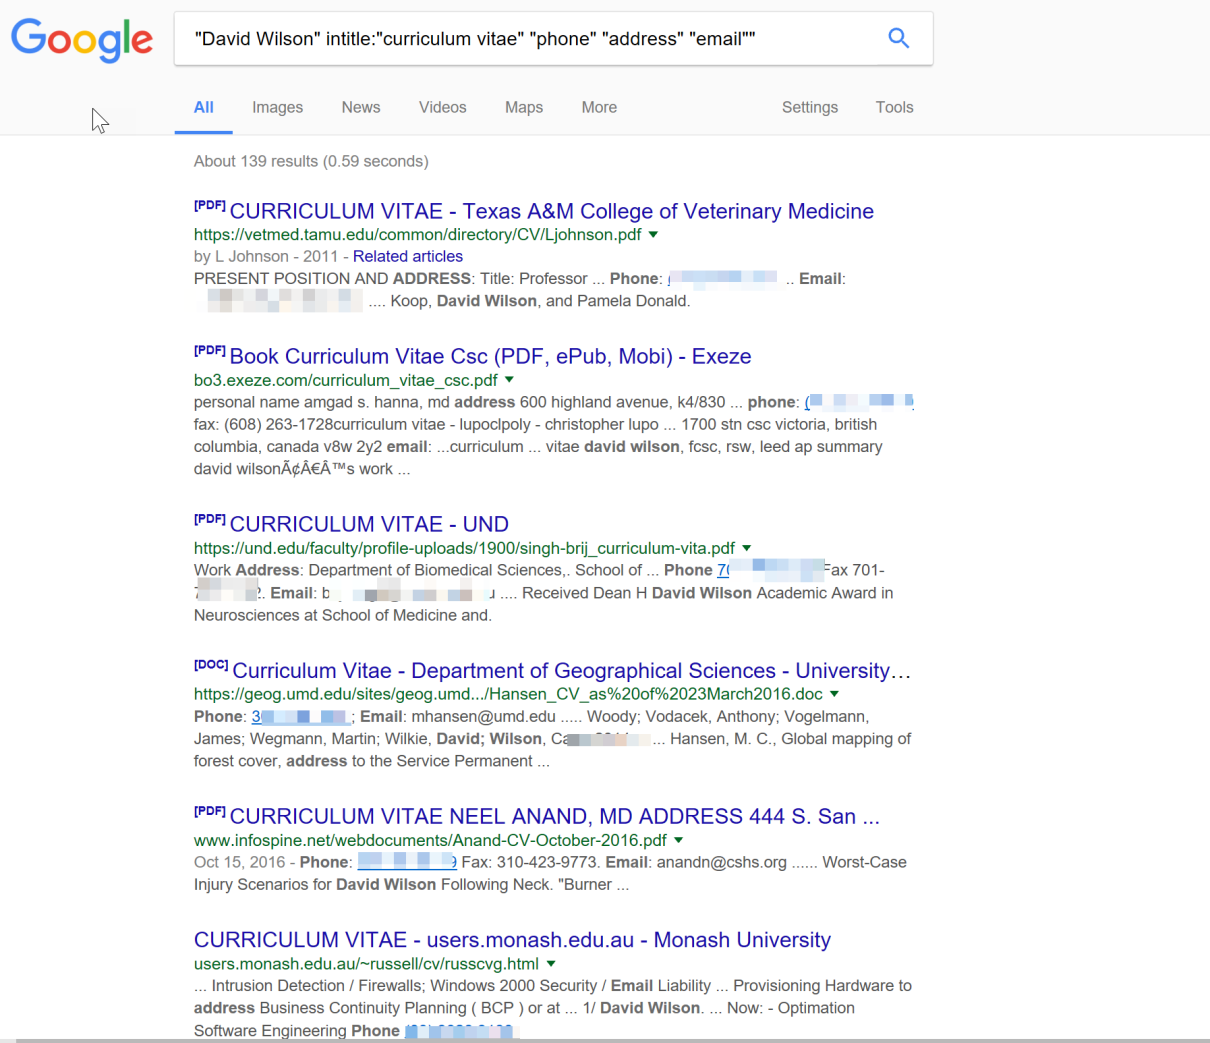 Google
"David Wilson" intitle:"curriculum vitae" "phone" "address" "email""
All Images News Videos Maps More Settings Tools
About 139 results (0.59 seconds)
[PDF] CURRICULUM VITAE - Texas A&M College of Veterinary Medicine
https://vetmed.tamu.edu/common/directory/CV/Ljohnson.pdf
by L Johnson - 2011 - Related articles
PRESENT POSITION AND ADDRESS: Title: Professor ... Phone: ( .. Email:
.... Koop, David Wilson, and Pamela Donald.
[PDF] Book Curriculum Vitae Csc (PDF, ePub, Mobi) - Exeze
bo3.exeze.com/curriculum_vitae_csc.pdf
personal name amgad s. hanna, md address 600 highland avenue, k4/830 ... phone: (
fax: (608) 263-1728curriculum vitae - lupoclpoly - christopher lupo ... 1700 stn csc victoria, british
columbia, canada v8w 2y2 email: ...curriculum ... vitae david wilson, fcsc, rsw, leed ap summary
david wilsonÃ¢Â€Â™s work ...
[PDF] CURRICULUM VITAE - UND
https://und.edu/faculty/profile-uploads/1900/singh-brij_curriculum-vita.pdf
Work Address: Department of Biomedical Sciences,. School of ... Phone Fax 701-
Email: .... Received Dean H David Wilson Academic Award in
Neurosciences at School of Medicine and.
[DOC] Curriculum Vitae - Department of Geographical Sciences - University...
https://geog.umd.edu/sites/geog.umd.../Hansen_CV_as%20of%2023March2016.doc
Phone: ; Email: mhansen@umd.edu ..... Woody; Vodacek, Anthony; Vogelmann,
James; Wegmann, Martin; Wilkie, David; Wilson, ... Hansen, M. C., Global mapping of
forest cover, address to the Service Permanent ...
[PDF] CURRICULUM VITAE NEEL ANAND, MD ADDRESS 444 S. San ...
www.infospine.net/webdocuments/Anand-CV-October-2016.pdf
Oct 15, 2016 - Phone: Fax: 310-423-9773. Email: anandn@cshs.org ...... Worst-Case
Injury Scenarios for David Wilson Following Neck. "Burner ...
CURRICULUM VITAE - users.monash.edu.au - Monash University
users.monash.edu.au/~russell/cv/russcvg.html
... Intrusion Detection / Firewalls; Windows 2000 Security / Email Liability ... Provisioning Hardware to
address Business Continuity Planning ( BCP ) or at ... 1/ David Wilson. ... Now: - Optimation
Software Engineering Phone